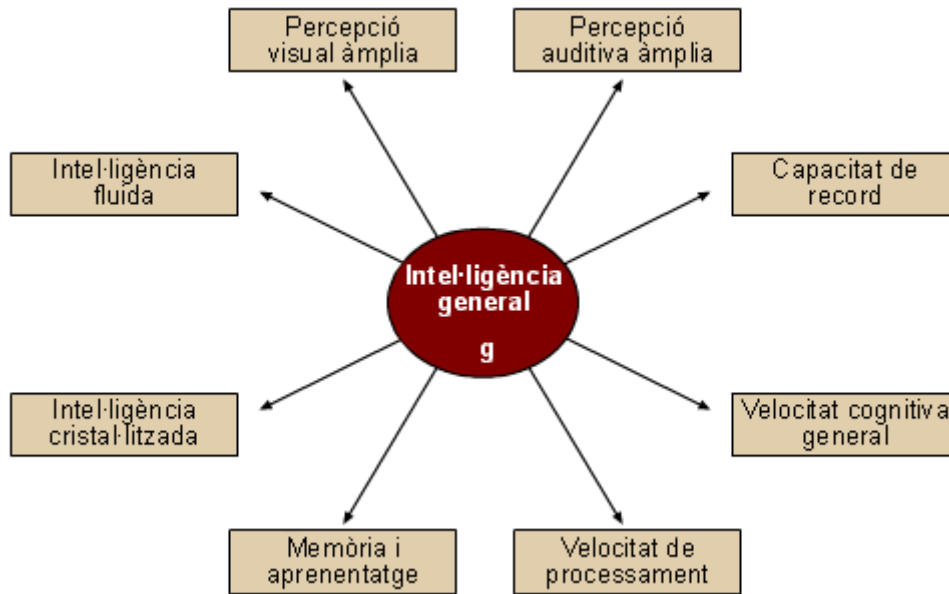 Percepció
visual àmplia
Percepció
auditiva àmplia
Intel·ligència
fluida
Capacitat de
record
Intel·ligència
general
g
Intel·ligència
cristal·litzada
Velocitat cognitiva
general
Memòria i
aprenentatge
Velocitat de
processament